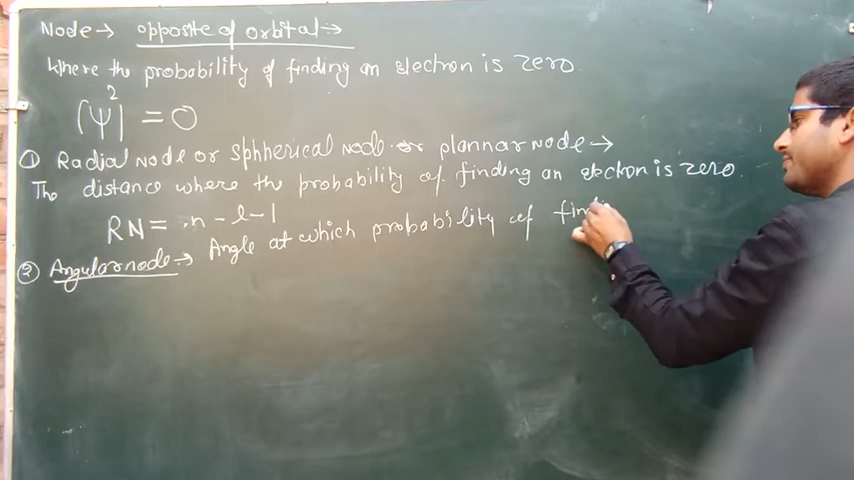 Node → opposite of orbital →
Where the probability of finding an electron is zero.
|Ψ|² = 0
① Radial Node or sphherical Node or plannar node →
The distance where the probability of finding an electron is zero.
RN = n - l - 1
② Angular node → Angle at which probability of find